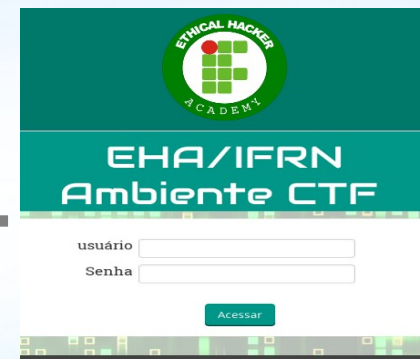 ETHICAL HACKER
ACADEMY
EHA/IFRN
Ambiente CTF
usuário
Senha
Acessar